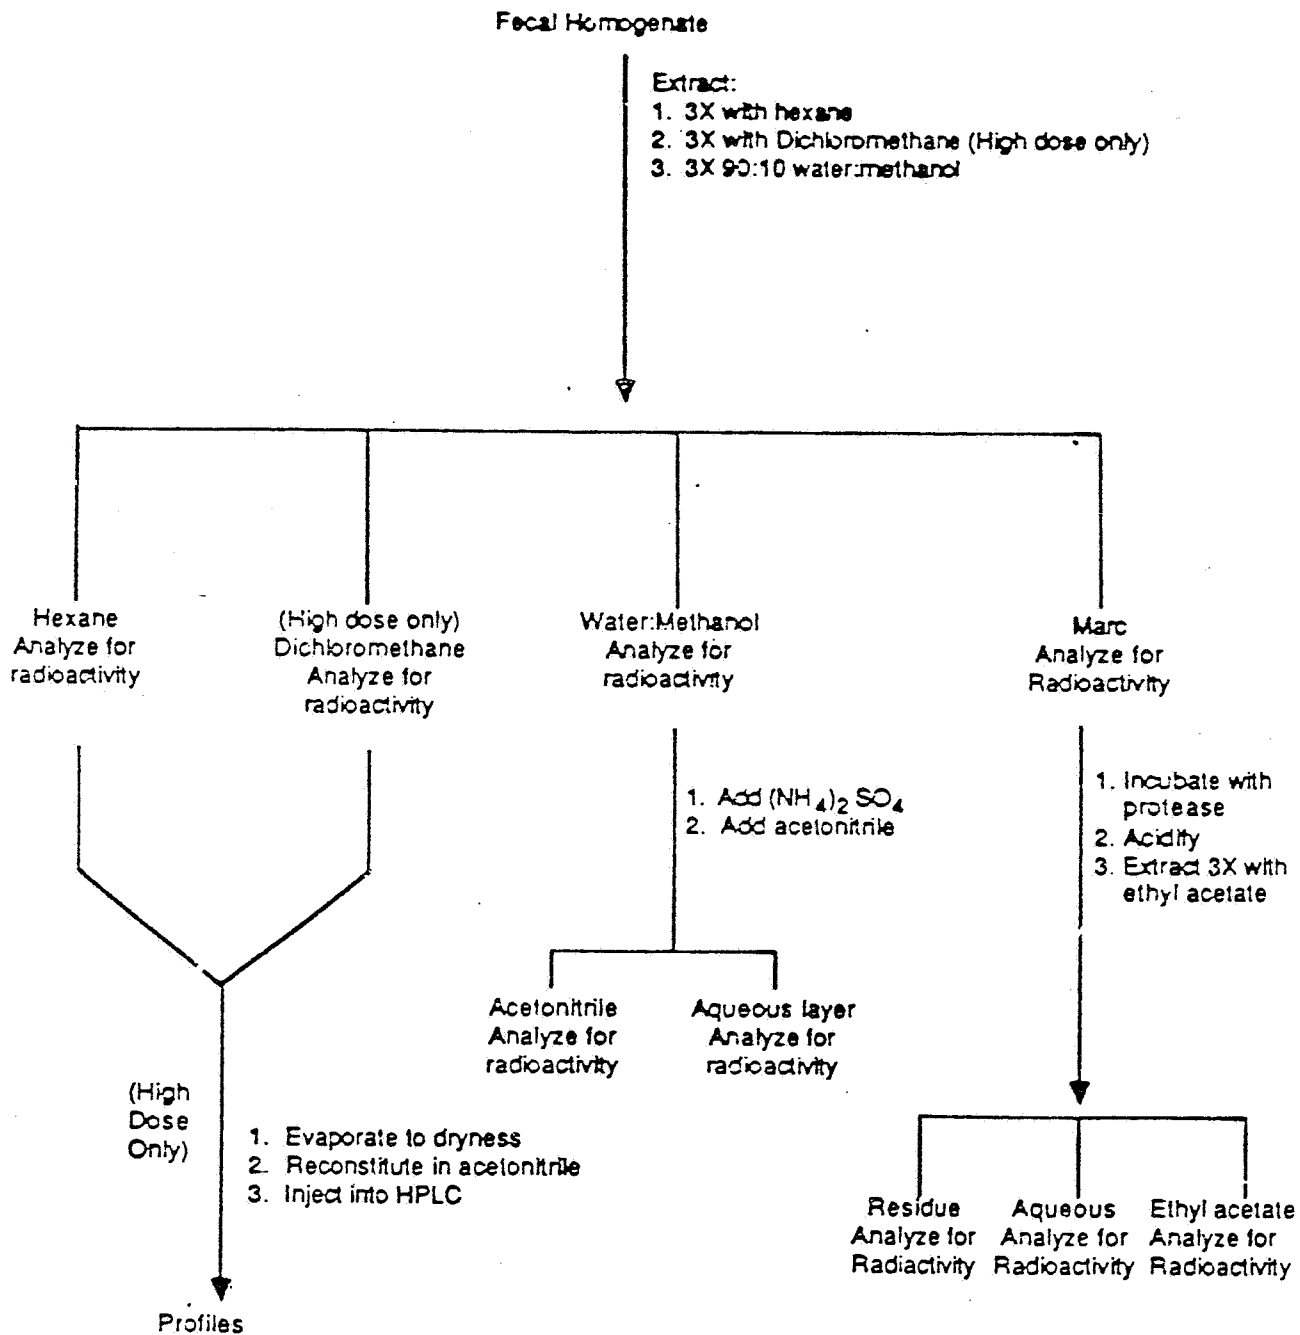 Fecal Homogenate
Extract:
1. 3X with hexane
2. 3X with Dichloromethane (High dose only)
3. 3X 90:10 water:methanol
Hexane
Analyze for
radioactivity
(High dose only)
Dichloromethane
Analyze for
radioactivity
Water:Methanol
Analyze for
radioactivity
Marc
Analyze for
Radioactivity
1. Add (NH4)2 SO4
2. Add acetonitrile
1. Incubate with
protease
2. Acidify
3. Extract 3X with
ethyl acetate
Acetonitrile
Analyze for
radioactivity
Aqueous layer
Analyze for
radioactivity
(High
Dose
Only)
1. Evaporate to dryness
2. Reconstitute in acetonitrile
3. Inject into HPLC
Residue
Analyze for
Radiactivity
Aqueous
Analyze for
Radioactivity
Ethyl acetate
Analyze for
Radioactivity
Profiles